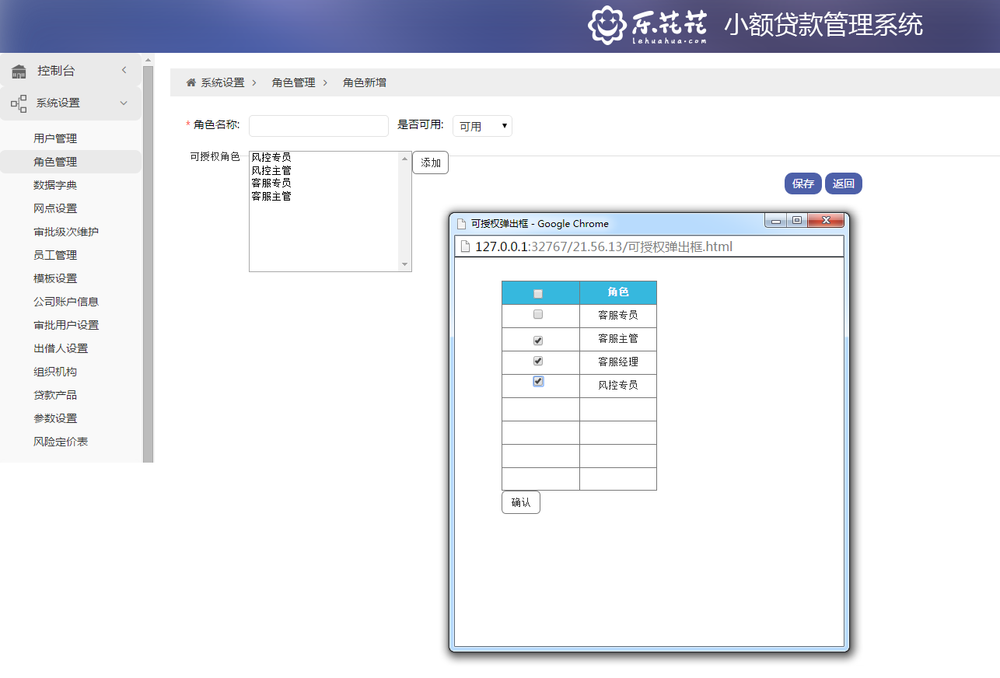 乐花花 小额贷款管理系统
lehuahua.com
控制台
系统设置
用户管理
角色管理
数据字典
网点设置
审批级次维护
员工管理
模板设置
公司账户信息
审批用户设置
出借人设置
组织机构
贷款产品
参数设置
风险定价表
系统设置 > 角色管理 > 角色新增
* 角色名称: 是否可用: 可用
可授权角色
风控专员
风控主管
客服专员
客服主管
添加
保存 返回
可授权弹出框 - Google Chrome
127.0.0.1:32767/21.56.13/可授权弹出框.html
角色
客服专员
客服主管
客服经理
风控专员
确认